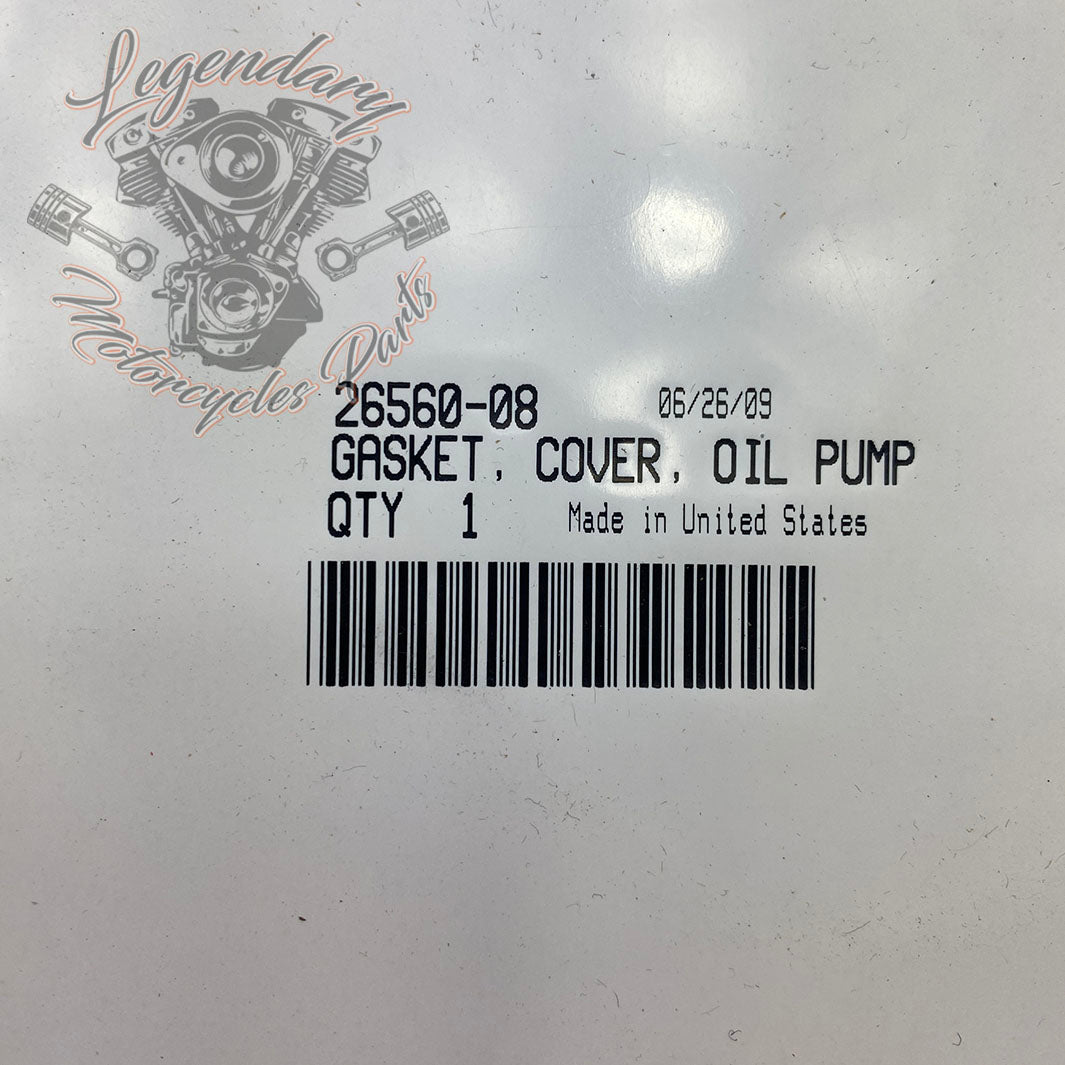 Legendary
Motorcycles Parts
26560-08 06/26/09
GASKET, COVER, OIL PUMP
QTY 1 Made in United States